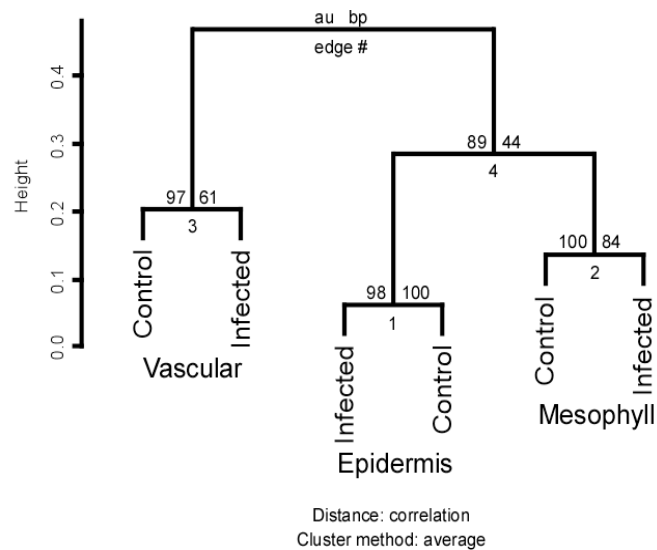 au bp
edge #
Height
0.4
0.3
0.2
0.1
0.0
89 44
4
97 61
3
100 84
2
98 100
1
Control
Infected
Vascular
Infected
Control
Epidermis
Control
Infected
Mesophyll
Distance: correlation
Cluster method: average